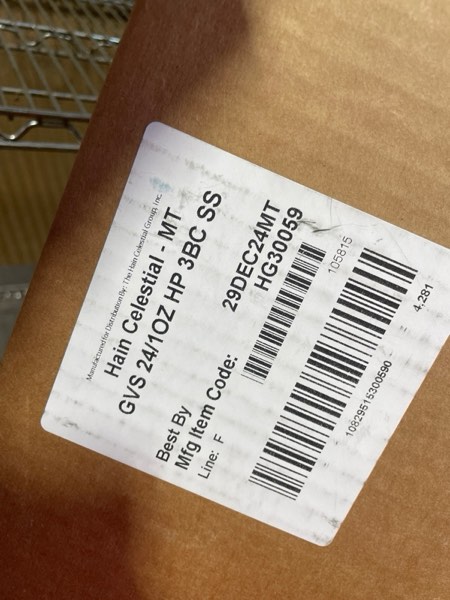 Manufactured for Distribution By: The Hain Celestial Group, Inc.
Hain Celestial - MT
GVS 24/1OZ HP 3BC SS
Best By 29DEC24MT
Mfg Item Code: HG30059
Line: F
105815
4.281
10829515300590